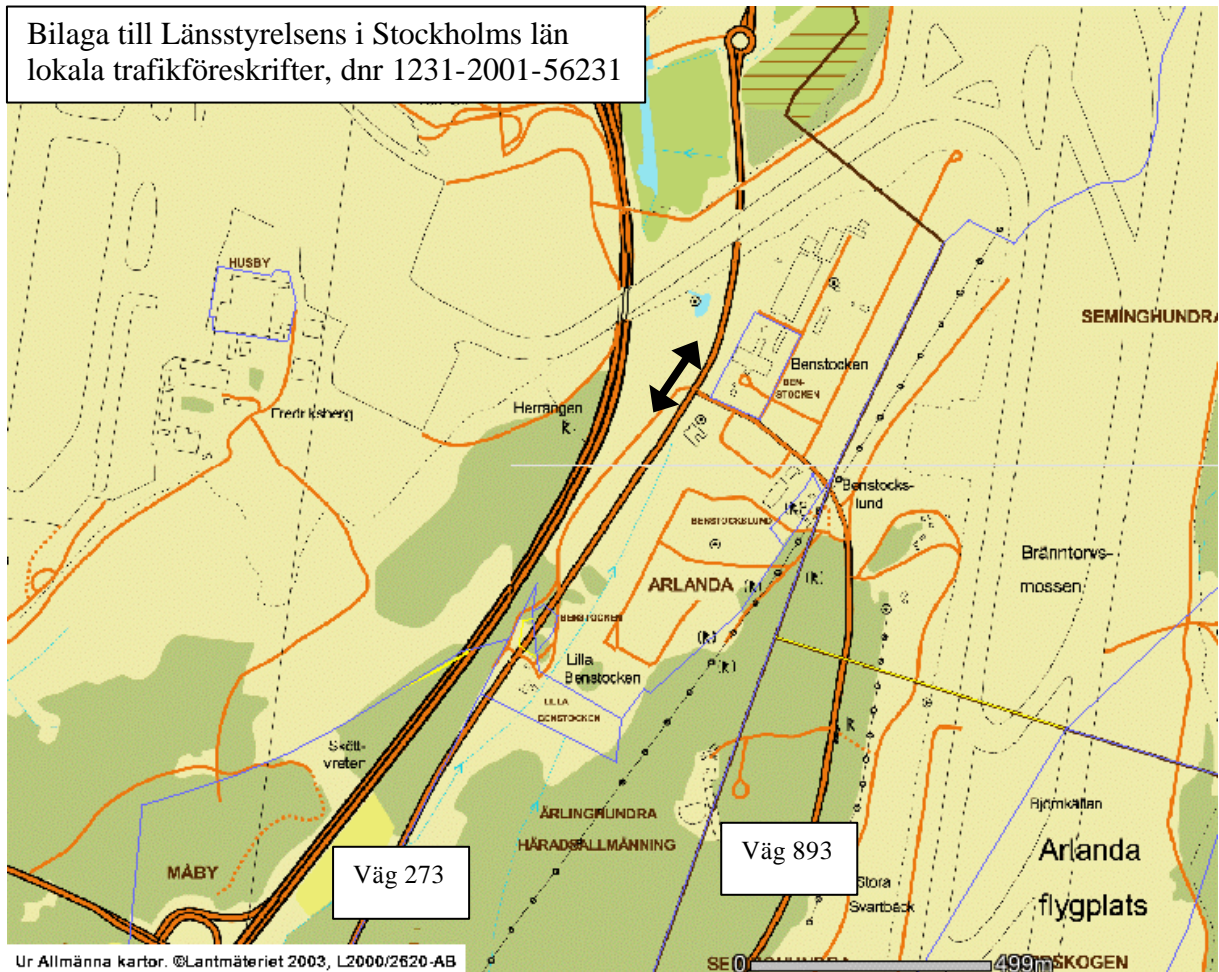 Bilaga till Länsstyrelsens i Stockholms län
lokala trafikföreskrifter, dnr 1231-2001-56231
HUSBY
SEMINGHUNDRA
Benstocken
BEN-
STOCKEN
Fredriksberg
Herrängen
R
Benstocks-
lund
(R)
BENSTOCKSLUND
Bränntorvs-
mossen
ARLANDA
(R)
(R)
BENSTOCKEN
(R)
(R)
Lilla
Benstocken
LILLA
BENSTOCKEN
R
Skött-
vreten
Björnkällan
ÄRLINGHUNDRA
HÄRADSALLMÄNNING
Väg 893
Arlanda
flygplats
MÅBY
Väg 273
Stora
Svartbäck
Ur Allmänna kartor. ©Lantmäteriet 2003, L2000/2620-AB
0
499m